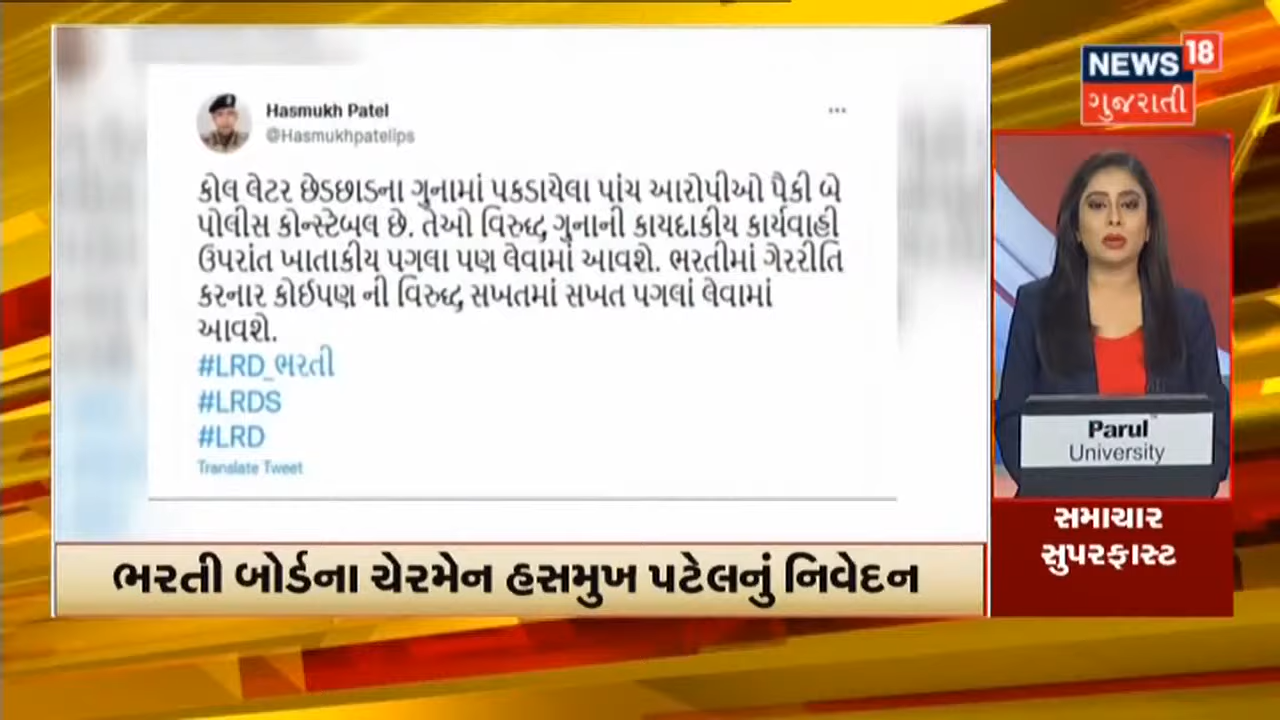 Hasmukh Patel
@Hasmukhpatelips
કોલ લેટર છેડછાડના ગુનામાં પકડાયેલા પાંચ આરોપીઓ પૈકી બે
પોલીસ કોન્સ્ટેબલ છે. તેઓ વિરુદ્ધ ગુનાની કાયદાકીય કાર્યવાહી
ઉપરાંત ખાતાકીય પગલા પણ લેવામાં આવશે. ભરતીમાં ગેરરીતિ
કરનાર કોઈપણ ની વિરુદ્ધ સખતમાં સખત પગલાં લેવામાં
આવશે.
#LRD_ભરતી
#LRDS
#LRD
Translate Tweet
ભરતી બોર્ડના ચેરમેન હસમુખ પટેલનું નિવેદન
NEWS 18
ગુજરાતી
Parul
University
સમાચાર
સુપરફાસ્ટ